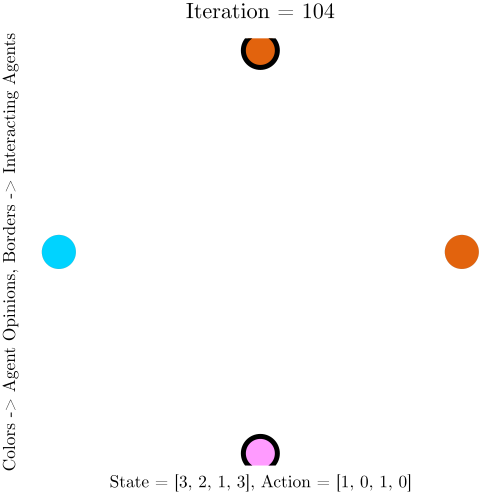 Iteration = 104
Colors -> Agent Opinions, Borders -> Interacting Agents
State = [3, 2, 1, 3], Action = [1, 0, 1, 0]